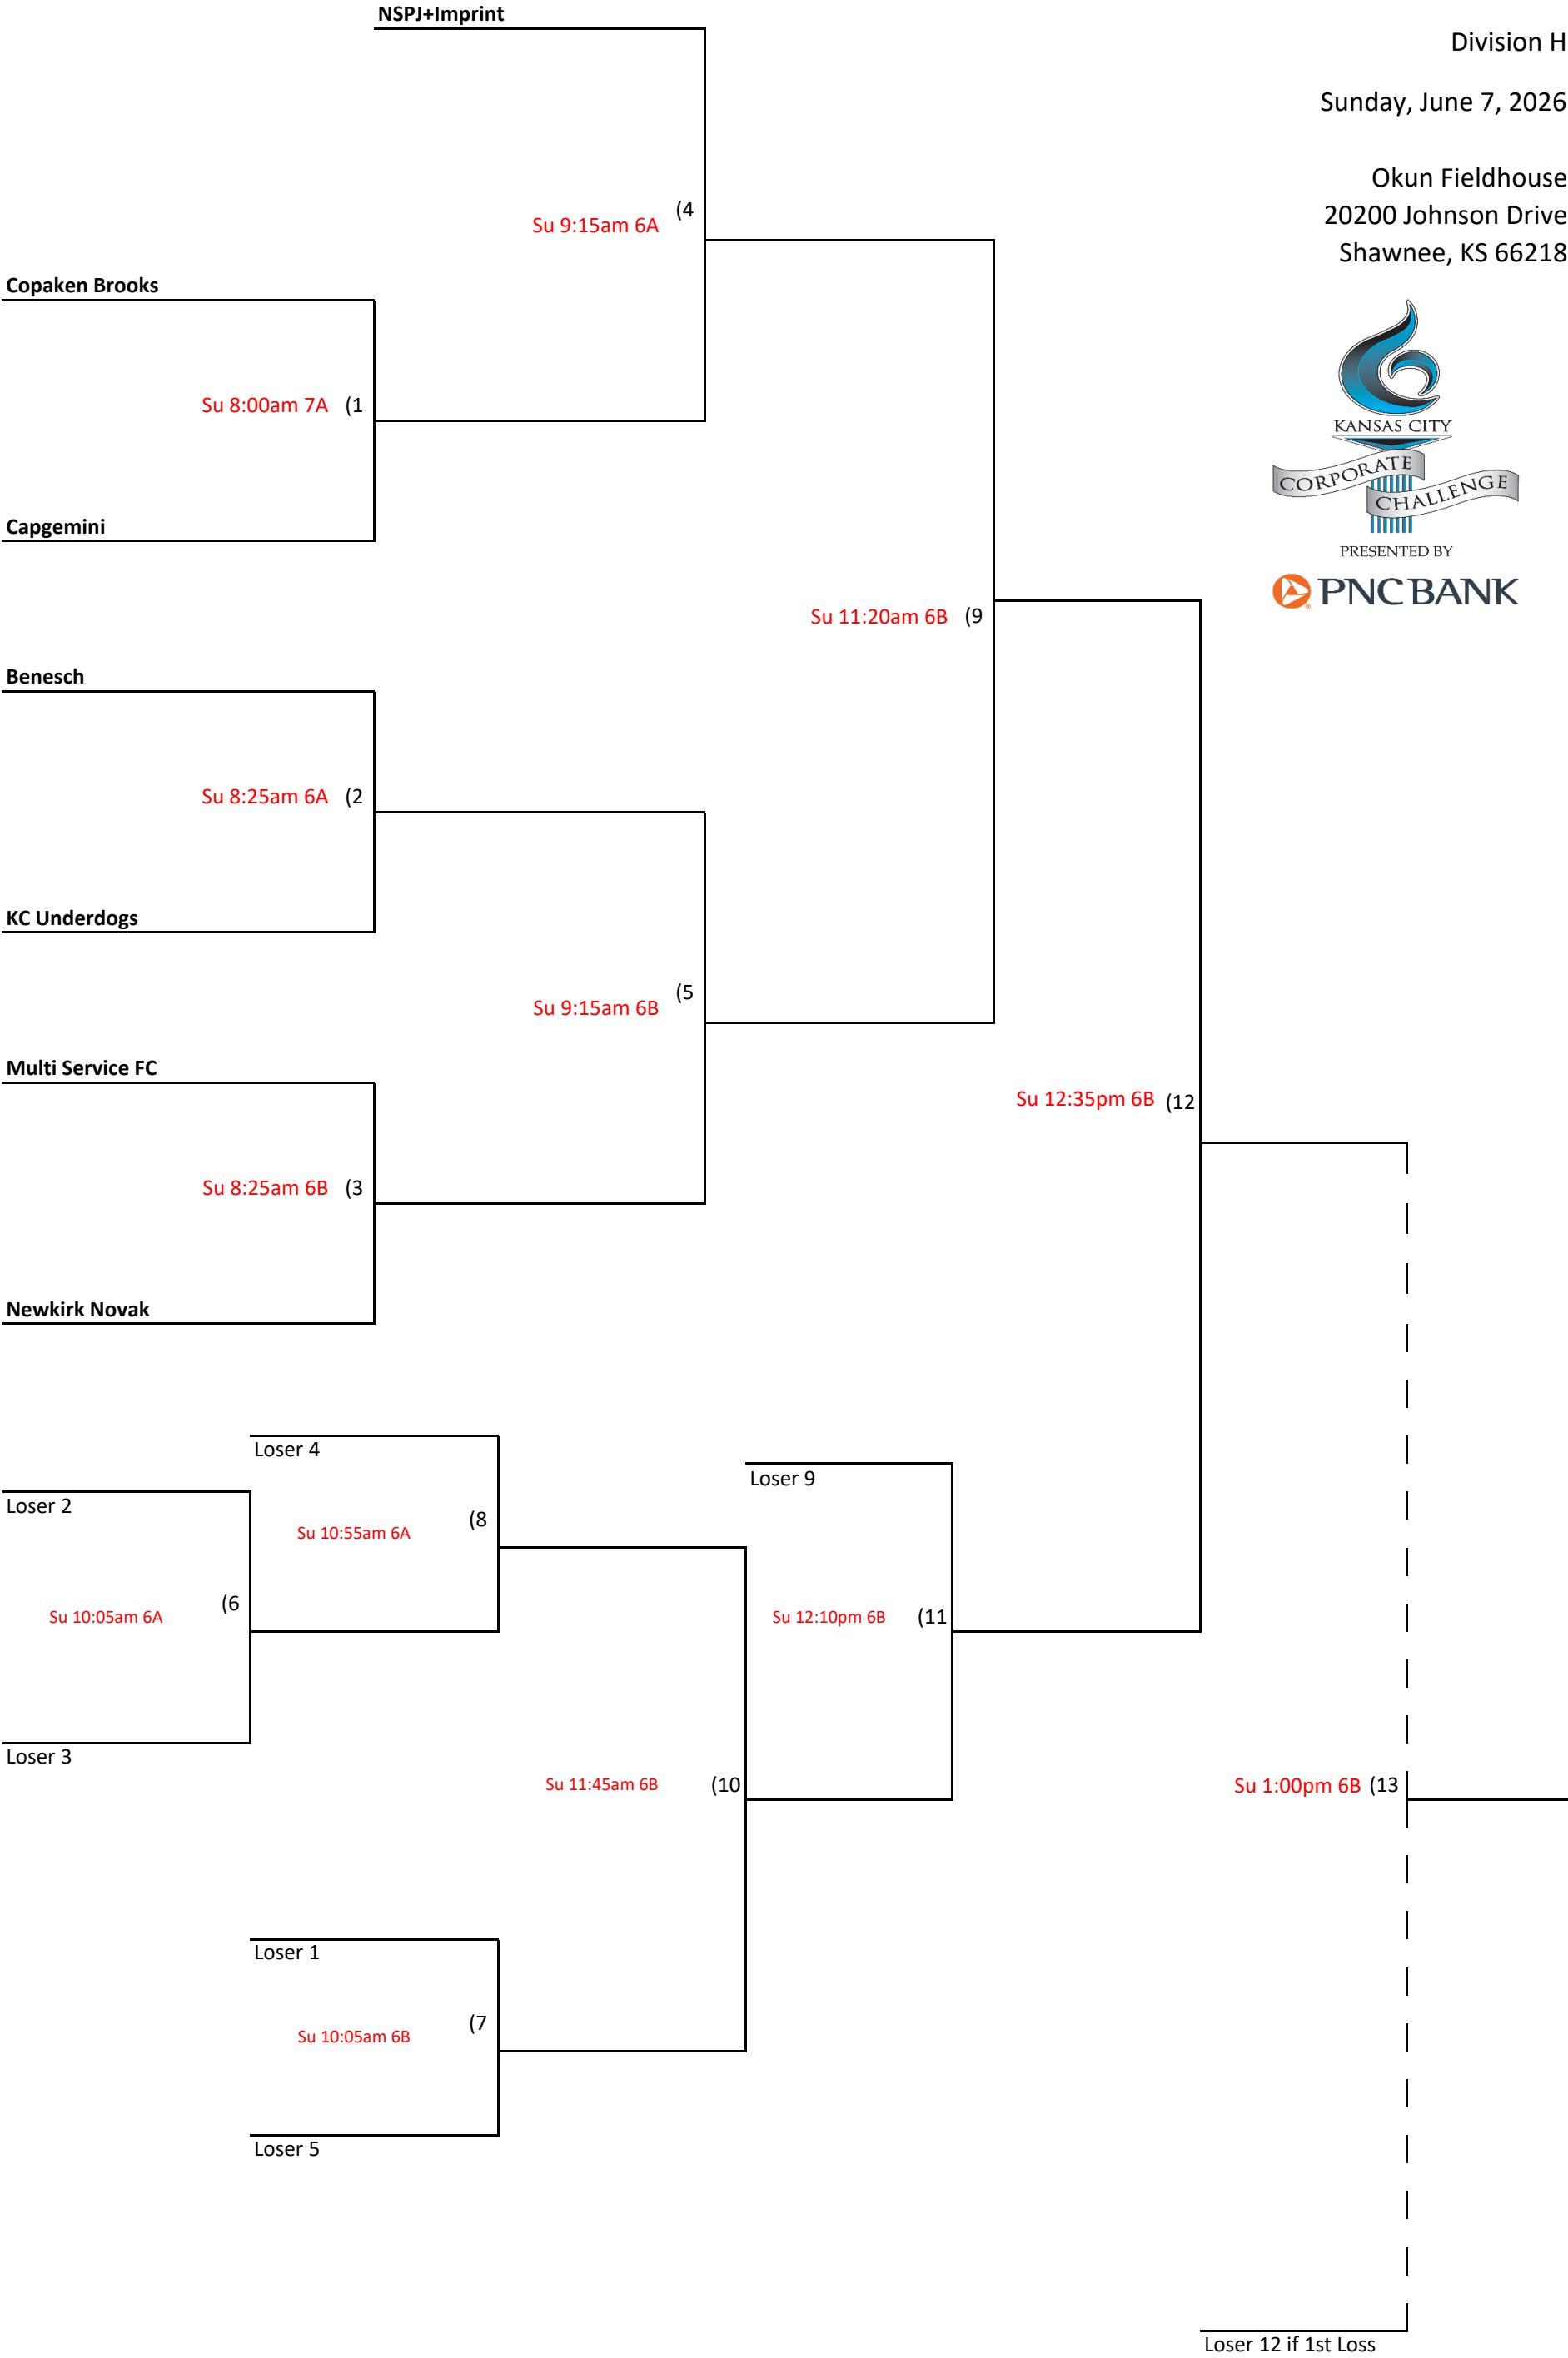 NSPJ+Imprint
Division H
Sunday, June 7, 2026
Okun Fieldhouse
20200 Johnson Drive
Shawnee, KS 66218
(4
Su 9:15am 6A
Copaken Brooks
Su 8:00am 7A (1
KANSAS CITY
CORPORATE
CHALLENGE
Capgemini
PRESENTED BY
PNC BANK
Su 11:20am 6B (9
Benesch
Su 8:25am 6A (2
KC Underdogs
(5
Su 9:15am 6B
Multi Service FC
Su 12:35pm 6B (12
Su 8:25am 6B (3
Newkirk Novak
Loser 4
Loser 9
Loser 2
(8
Su 10:55am 6A
(6
Su 10:05am 6A
Su 12:10pm 6B (11
Loser 3
Su 11:45am 6B (10
Su 1:00pm 6B (13
Loser 1
(7
Su 10:05am 6B
Loser 5
Loser 12 if 1st Loss